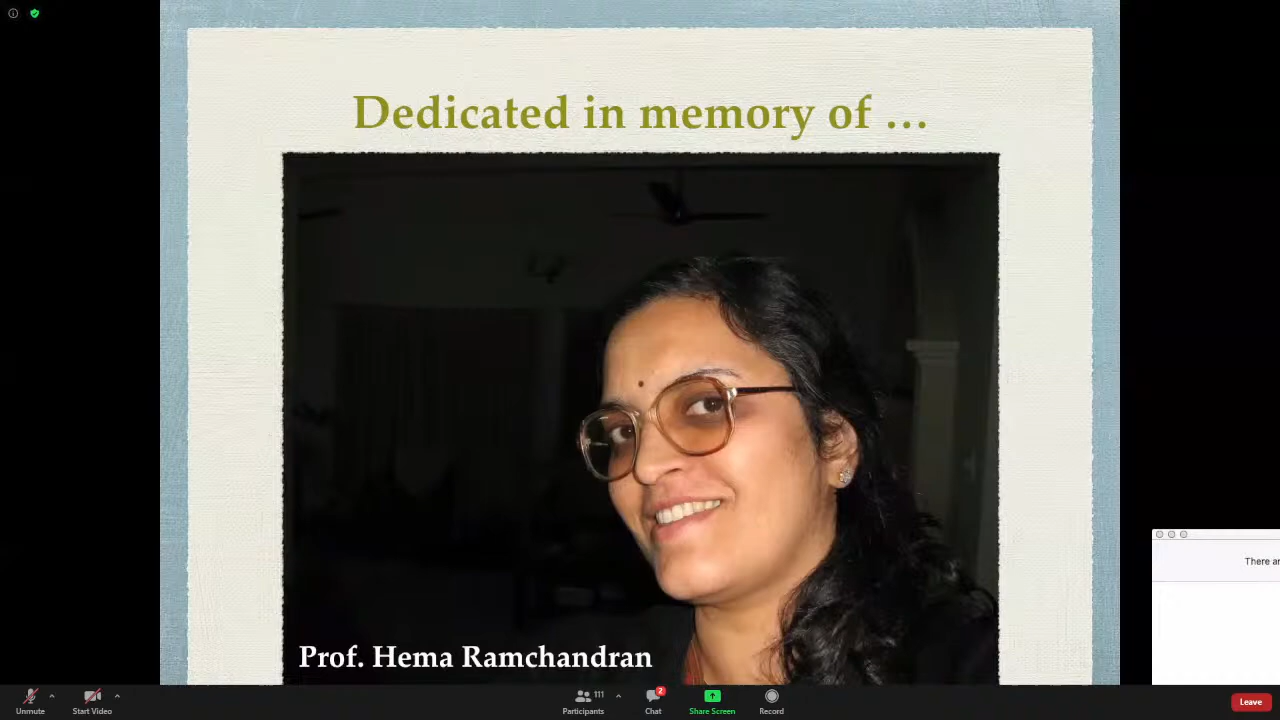 Dedicated in memory of ...
Prof. Hema Ramchandran
There ar
Unmute
Start Video
Participants
111
Chat
2
Share Screen
Record
Leave